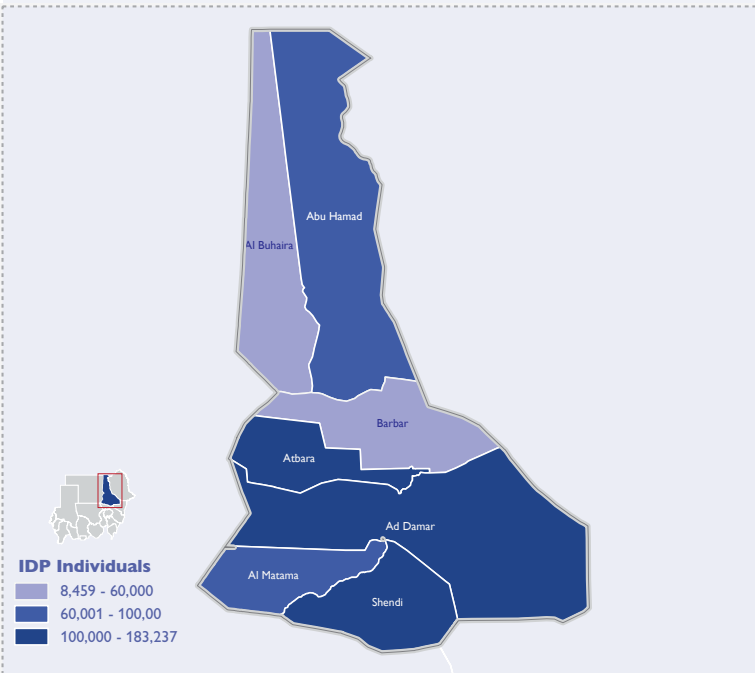 Abu Hamad
Al Buhaira
Barbar
Atbara
Ad Damar
Al Matama
Shendi
IDP Individuals
8,459 - 60,000
60,001 - 100,00
100,000 - 183,237